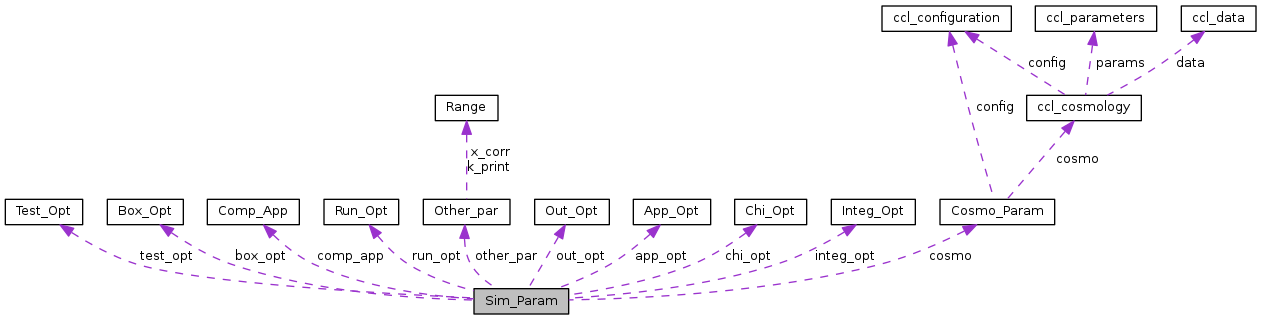 ccl_configuration
ccl_parameters
ccl_data
config
params
data
Range
ccl_cosmology
config
x_corr
k_print
cosmo
Test_Opt
Box_Opt
Comp_App
Run_Opt
Other_par
Out_Opt
App_Opt
Chi_Opt
Integ_Opt
Cosmo_Param
test_opt
box_opt
comp_app
run_opt
other_par
out_opt
app_opt
chi_opt
integ_opt
cosmo
Sim_Param